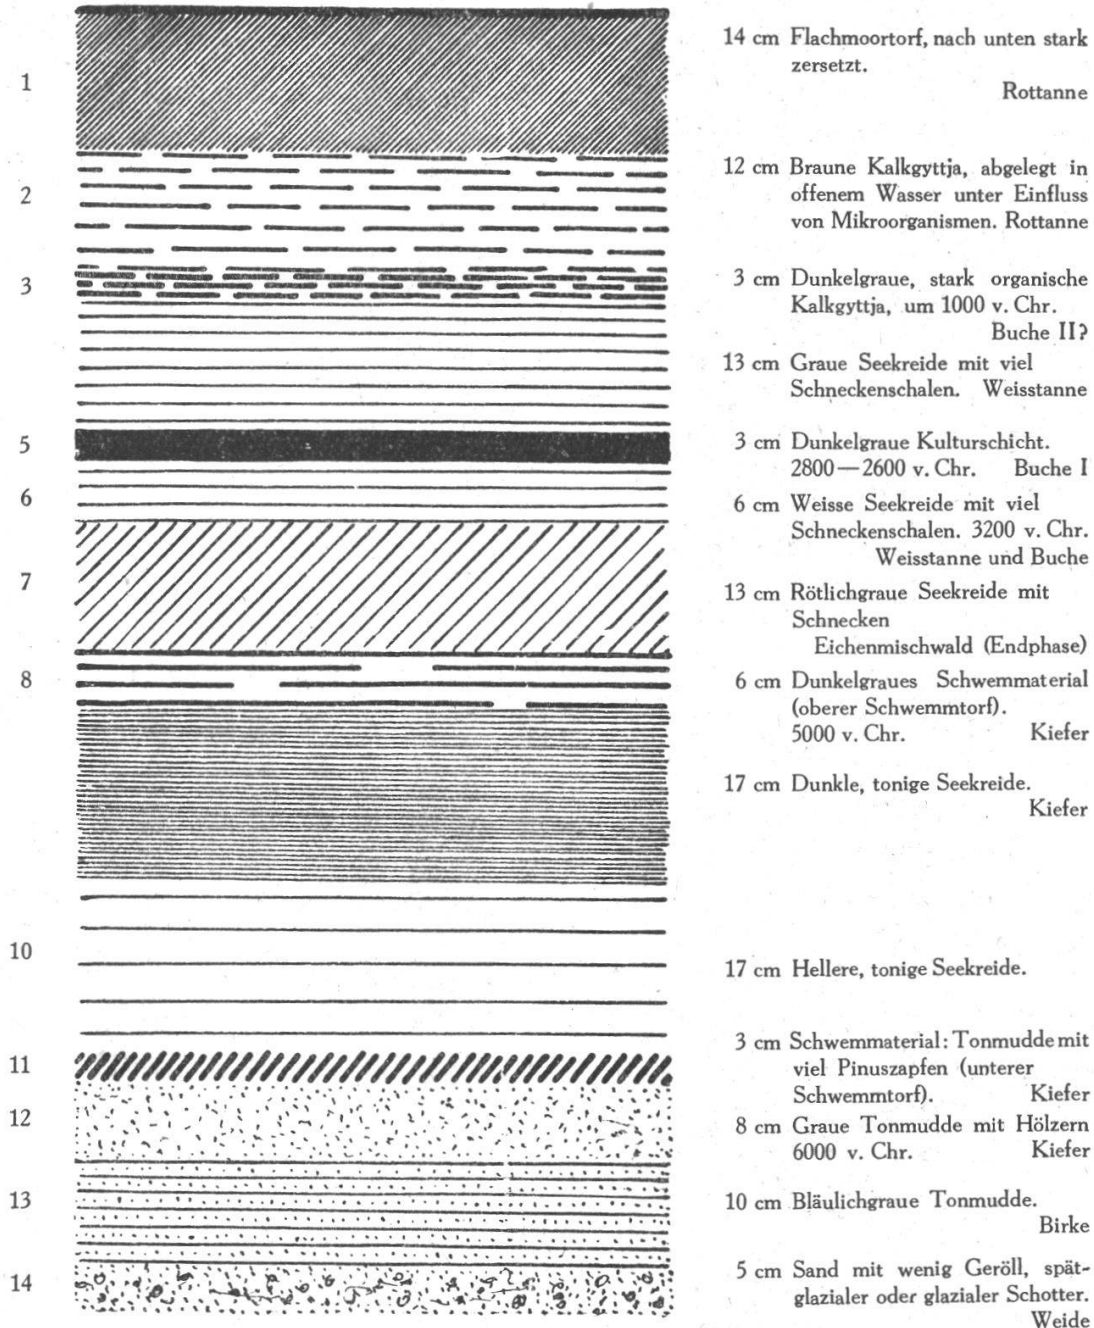 1
14 cm Flachmoortorf, nach unten stark
zersetzt.
Rottanne
2
12 cm Braune Kalkgyttja, abgelegt in
offenem Wasser unter Einfluss
von Mikroorganismen. Rottanne
3
3 cm Dunkelgraue, stark organische
Kalkgyttja, um 1000 v. Chr.
Buche II?
13 cm Graue Seekreide mit viel
Schneckenschalen. Weisstanne
5
3 cm Dunkelgraue Kulturschicht.
2800—2600 v. Chr. Buche I
6
6 cm Weisse Seekreide mit viel
Schneckenschalen. 3200 v. Chr.
Weisstanne und Buche
7
13 cm Rötlichgraue Seekreide mit
Schnecken
Eichenmischwald (Endphase)
8
6 cm Dunkelgraues Schwemmaterial
(oberer Schwemmtorf).
5000 v. Chr. Kiefer
17 cm Dunkle, tonige Seekreide.
Kiefer
10
17 cm Hellere, tonige Seekreide.
11
3 cm Schwemmaterial: Tonmudde mit
viel Pinuszapfen (unterer
Schwemmtorf). Kiefer
12
8 cm Graue Tonmudde mit Hölzern
6000 v. Chr. Kiefer
13
10 cm Bläulichgraue Tonmudde.
Birke
14
5 cm Sand mit wenig Geröll, spät-
glazialer oder glazialer Schotter.
Weide